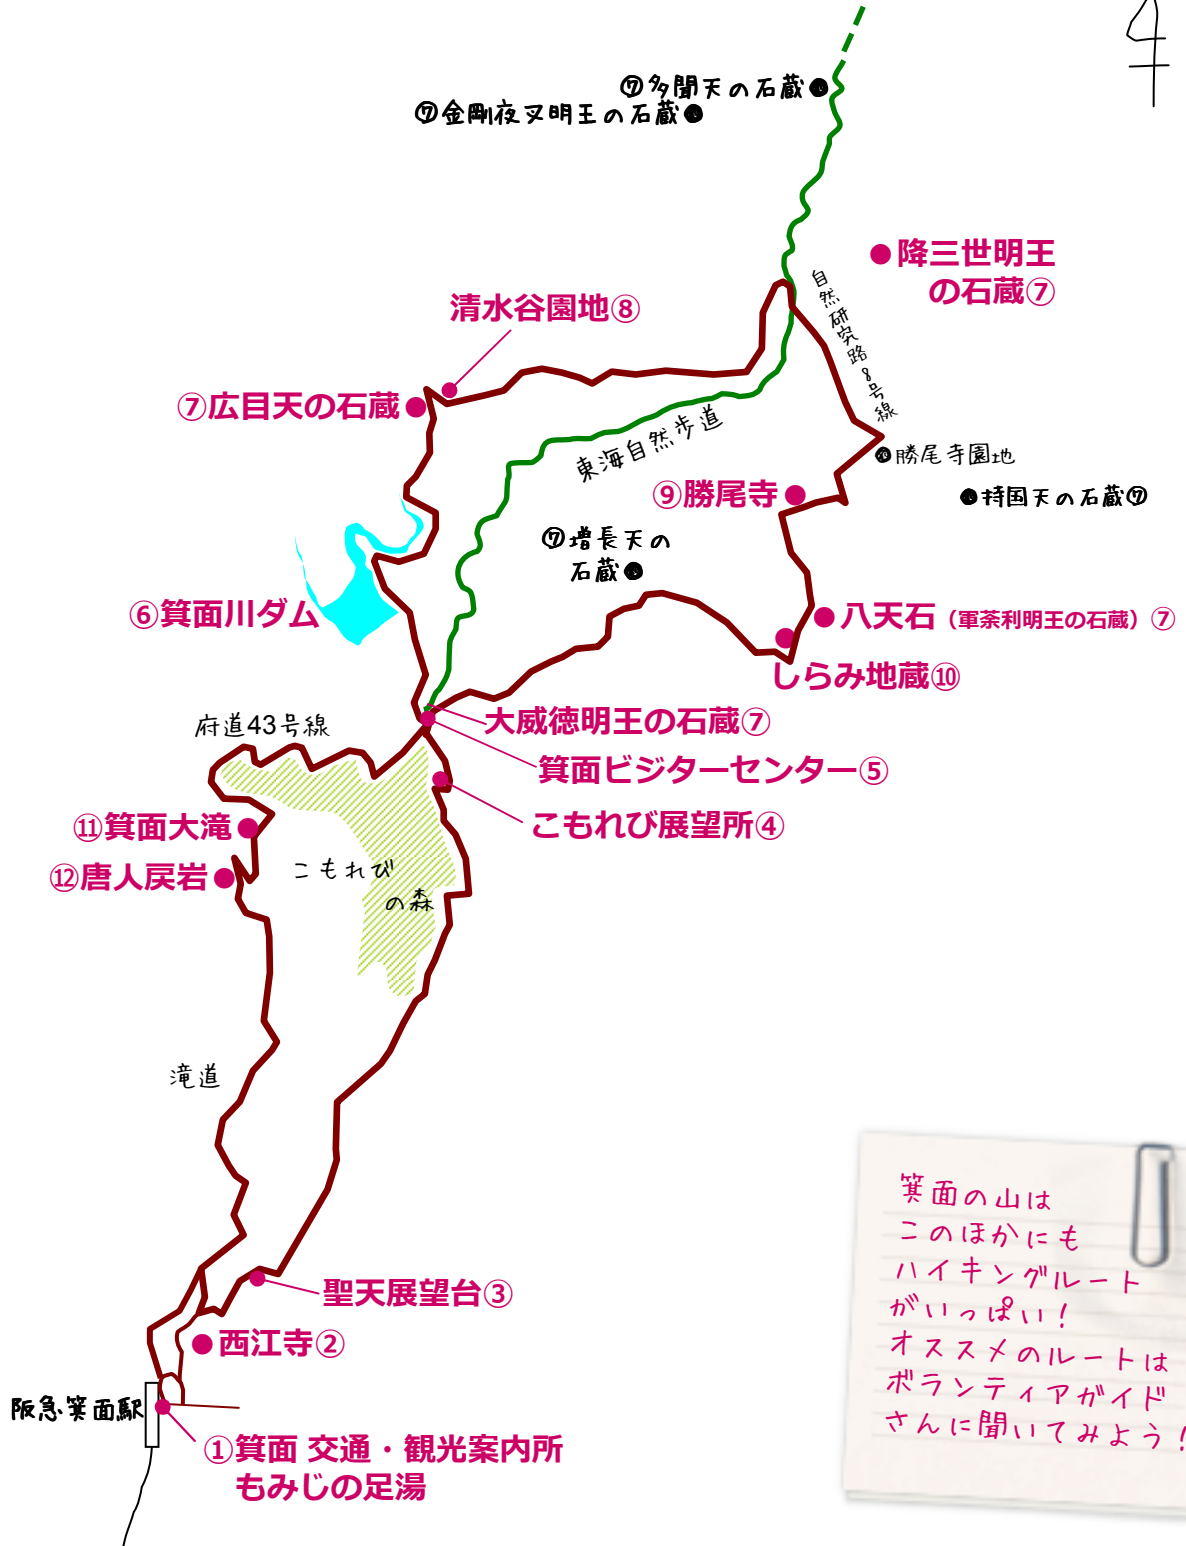 ⑦多聞天の石蔵
⑦金剛夜叉明王の石蔵
降三世明王
の石蔵⑦
自然研究路8号線
清水谷園地⑧
⑦広目天の石蔵
東海自然歩道
勝尾寺園地
⑨勝尾寺
持国天の石蔵⑦
⑦増長天の
石蔵
⑥箕面川ダム
八天石（軍荼利明王の石蔵）⑦
しらみ地蔵⑩
府道43号線
大威徳明王の石蔵⑦
箕面ビジターセンター⑤
こもれび展望所④
⑪箕面大滝
こもれび
の森
⑫唐人戻岩
滝道
聖天展望台③
西江寺②
阪急箕面駅
①箕面 交通・観光案内所
もみじの足湯
箕面の山は
このほかにも
ハイキングルート
がいっぱい！
オススメのルートは
ボランティアガイド
さんに聞いてみよう！